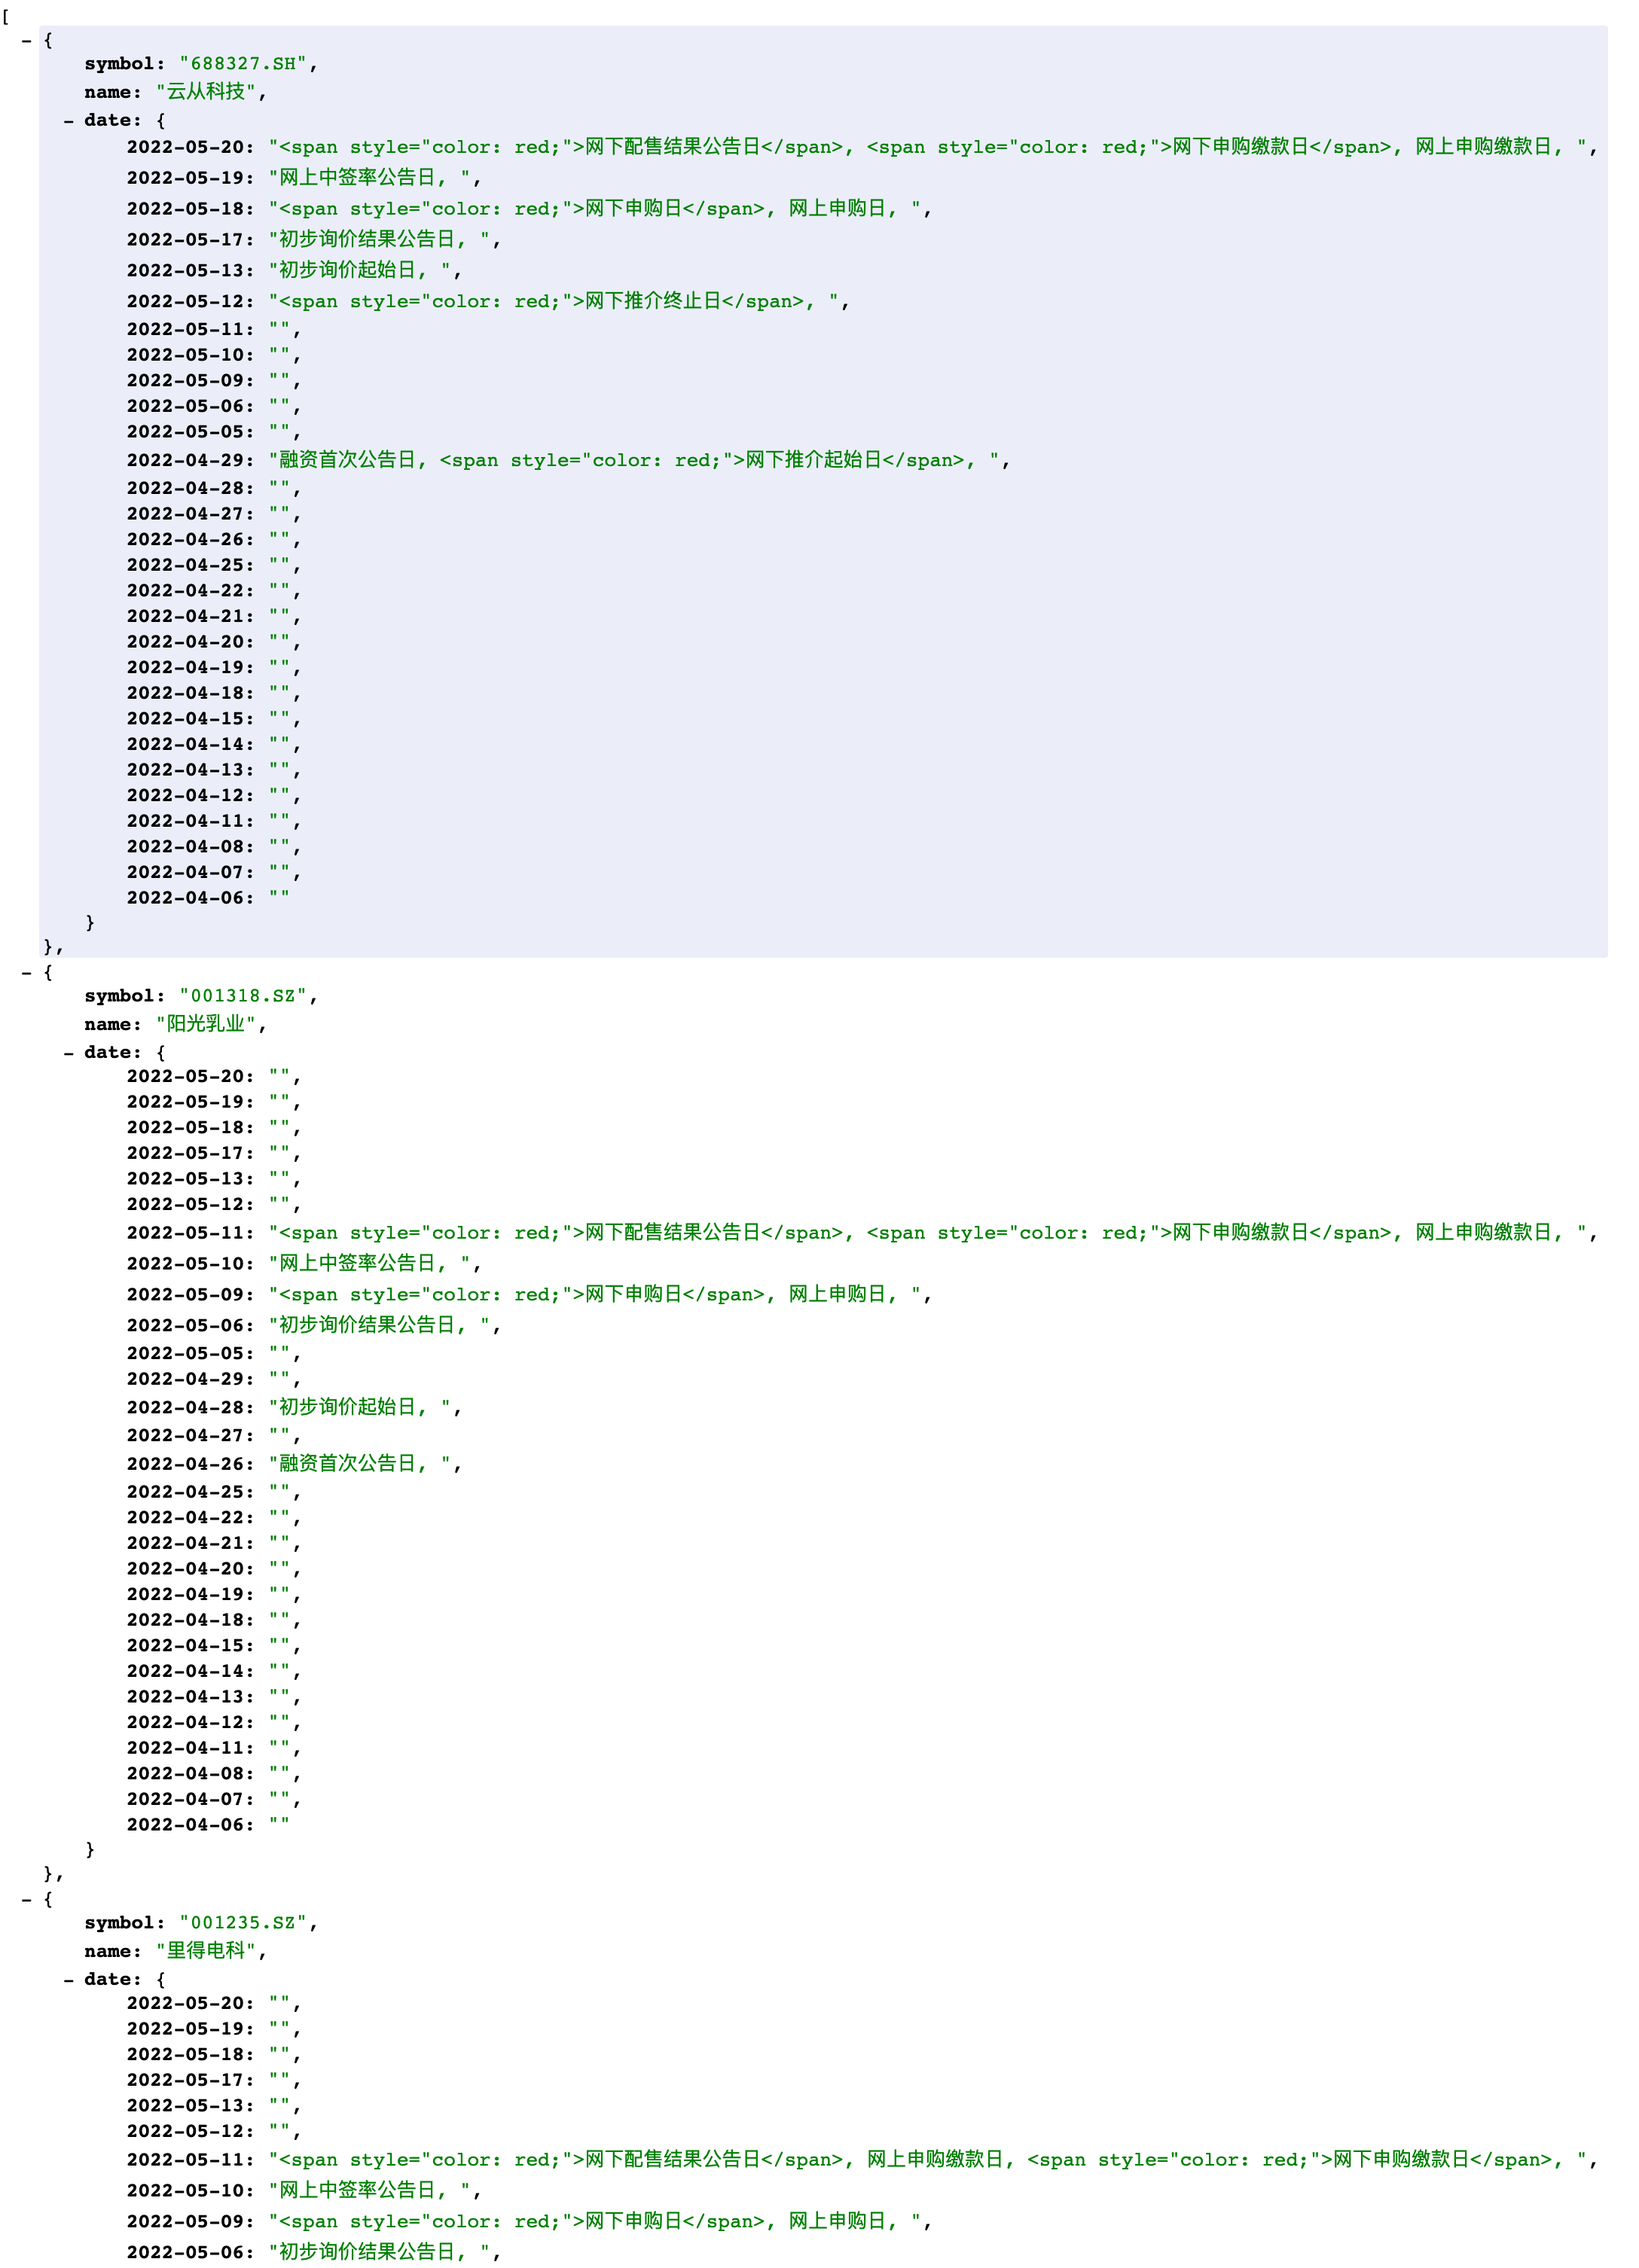 [
– {
symbol: "688327.SH",
name: "云从科技",
– date: {
2022-05-20: "<span style="color: red;">网下配售结果公告日</span>, <span style="color: red;">网下申购缴款日</span>, 网上申购缴款日, ",
2022-05-19: "网上中签率公告日, ",
2022-05-18: "<span style="color: red;">网下申购日</span>, 网上申购日, ",
2022-05-17: "初步询价结果公告日, ",
2022-05-13: "初步询价起始日, ",
2022-05-12: "<span style="color: red;">网下推介终止日</span>, ",
2022-05-11: "",
2022-05-10: "",
2022-05-09: "",
2022-05-06: "",
2022-05-05: "",
2022-04-29: "融资首次公告日, <span style="color: red;">网下推介起始日</span>, ",
2022-04-28: "",
2022-04-27: "",
2022-04-26: "",
2022-04-25: "",
2022-04-22: "",
2022-04-21: "",
2022-04-20: "",
2022-04-19: "",
2022-04-18: "",
2022-04-15: "",
2022-04-14: "",
2022-04-13: "",
2022-04-12: "",
2022-04-11: "",
2022-04-08: "",
2022-04-07: "",
2022-04-06: ""
}
},
– {
symbol: "001318.SZ",
name: "阳光乳业",
– date: {
2022-05-20: "",
2022-05-19: "",
2022-05-18: "",
2022-05-17: "",
2022-05-13: "",
2022-05-12: "",
2022-05-11: "<span style="color: red;">网下配售结果公告日</span>, <span style="color: red;">网下申购缴款日</span>, 网上申购缴款日, ",
2022-05-10: "网上中签率公告日, ",
2022-05-09: "<span style="color: red;">网下申购日</span>, 网上申购日, ",
2022-05-06: "初步询价结果公告日, ",
2022-05-05: "",
2022-04-29: "",
2022-04-28: "初步询价起始日, ",
2022-04-27: "",
2022-04-26: "融资首次公告日, ",
2022-04-25: "",
2022-04-22: "",
2022-04-21: "",
2022-04-20: "",
2022-04-19: "",
2022-04-18: "",
2022-04-15: "",
2022-04-14: "",
2022-04-13: "",
2022-04-12: "",
2022-04-11: "",
2022-04-08: "",
2022-04-07: "",
2022-04-06: ""
}
},
– {
symbol: "001235.SZ",
name: "里得电科",
– date: {
2022-05-20: "",
2022-05-19: "",
2022-05-18: "",
2022-05-17: "",
2022-05-13: "",
2022-05-12: "",
2022-05-11: "<span style="color: red;">网下配售结果公告日</span>, 网上申购缴款日, <span style="color: red;">网下申购缴款日</span>, ",
2022-05-10: "网上中签率公告日, ",
2022-05-09: "<span style="color: red;">网下申购日</span>, 网上申购日, ",
2022-05-06: "初步询价结果公告日, ",